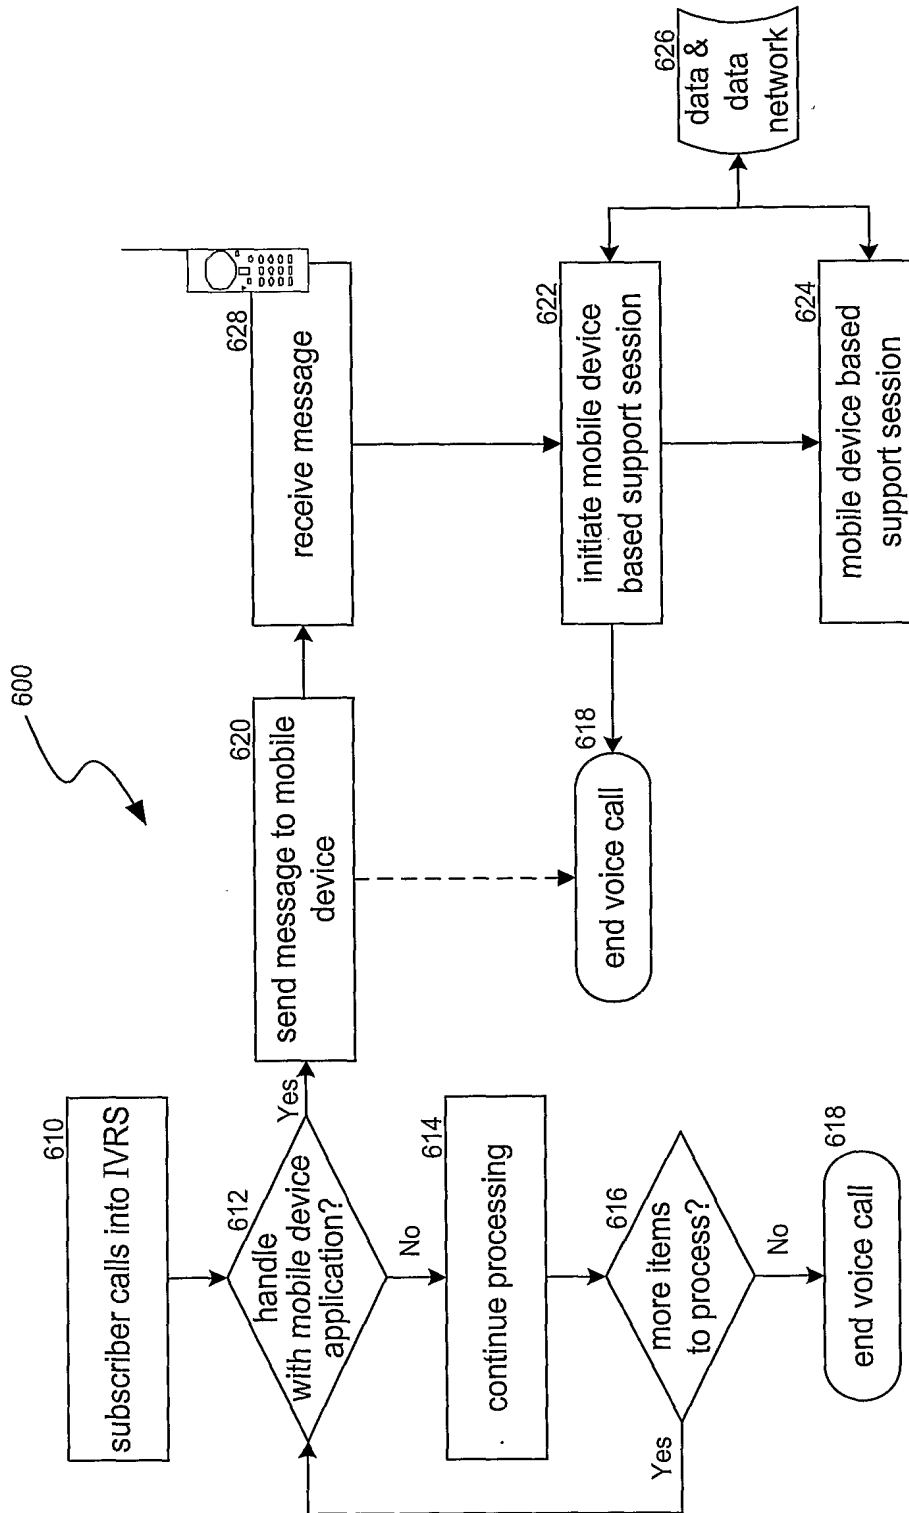 600
610
subscriber calls into IVRS
612
handle
with mobile device
application?
Yes
No
614
continue processing
616
more items
to process?
Yes
No
618
end voice call
620
send message to mobile
device
618
end voice call
628
receive message
622
initiate mobile device
based support session
624
mobile device based
support session
626
data &
data
network